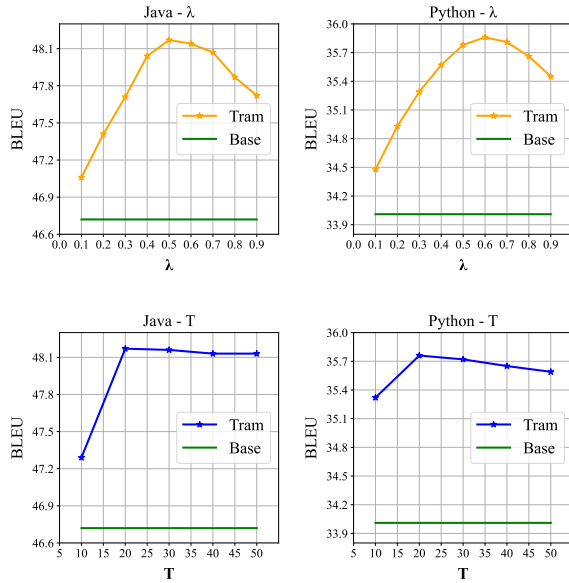 Java - λ
BLEU
48.1
47.8
47.5
47.2
46.9
46.6
0.0 0.1 0.2 0.3 0.4 0.5 0.6 0.7 0.8 0.9
λ
Tram
Base
Python - λ
BLEU
36.0
35.7
35.4
35.1
34.8
34.5
34.2
33.9
0.0 0.1 0.2 0.3 0.4 0.5 0.6 0.7 0.8 0.9
λ
Tram
Base
Java - T
BLEU
48.1
47.8
47.5
47.2
46.9
46.6
5 10 15 20 25 30 35 40 45 50
T
Tram
Base
Python - T
BLEU
36.0
35.7
35.4
35.1
34.8
34.5
34.2
33.9
5 10 15 20 25 30 35 40 45 50
T
Tram
Base